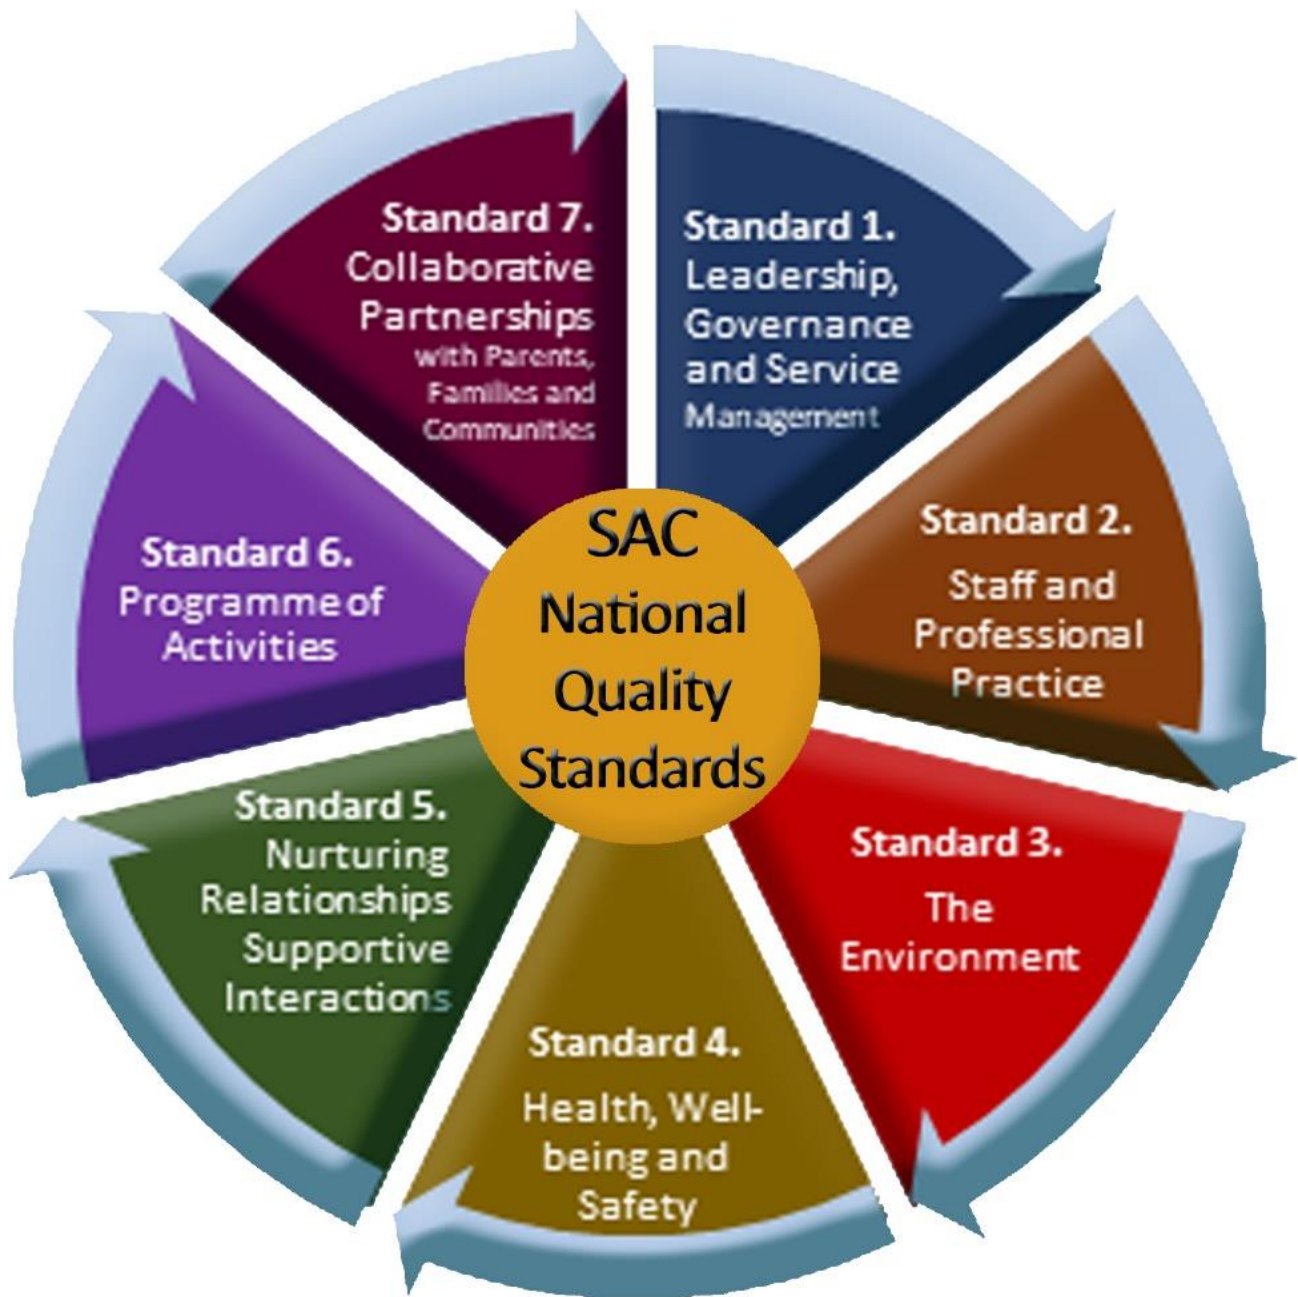 SAC
National
Quality
Standards
Standard 1.
Leadership,
Governance
and Service
Management
Standard 2.
Staff and
Professional
Practice
Standard 3.
The
Environment
Standard 4.
Health, Well-
being and
Safety
Standard 5.
Nurturing
Relationships
Supportive
Interactions
Standard 6.
Programme of
Activities
Standard 7.
Collaborative
Partnerships
with Parents,
Families and
Communities